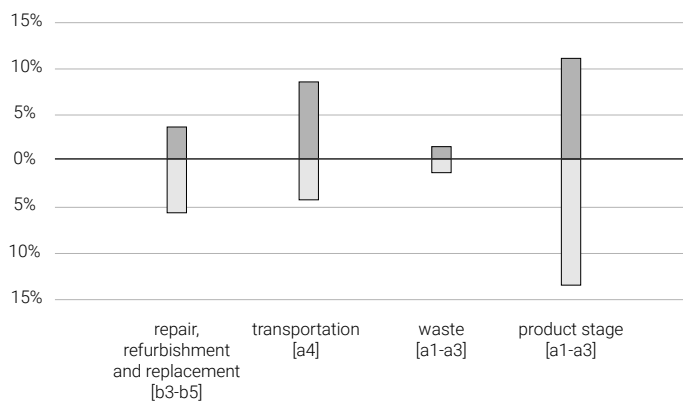 15%
10%
5%
0%
5%
10%
15%
repair,
refurbishment
and replacement
[b3-b5]
transportation
[a4]
waste
[a1-a3]
product stage
[a1-a3]